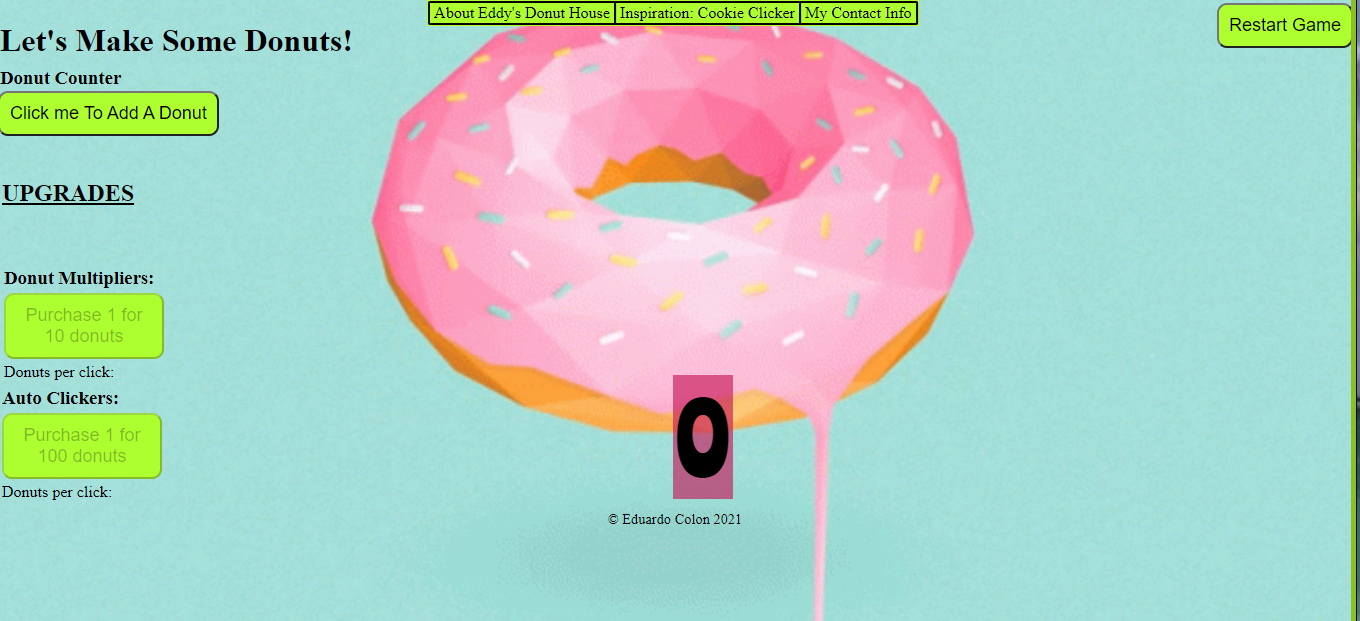 About Eddy's Donut House Inspiration: Cookie Clicker My Contact Info
Restart Game
Let's Make Some Donuts!
Donut Counter
Click me To Add A Donut
UPGRADES
Donut Multipliers:
Purchase 1 for
10 donuts
Donuts per click:
Auto Clickers:
Purchase 1 for
100 donuts
Donuts per click:
0
© Eduardo Colon 2021